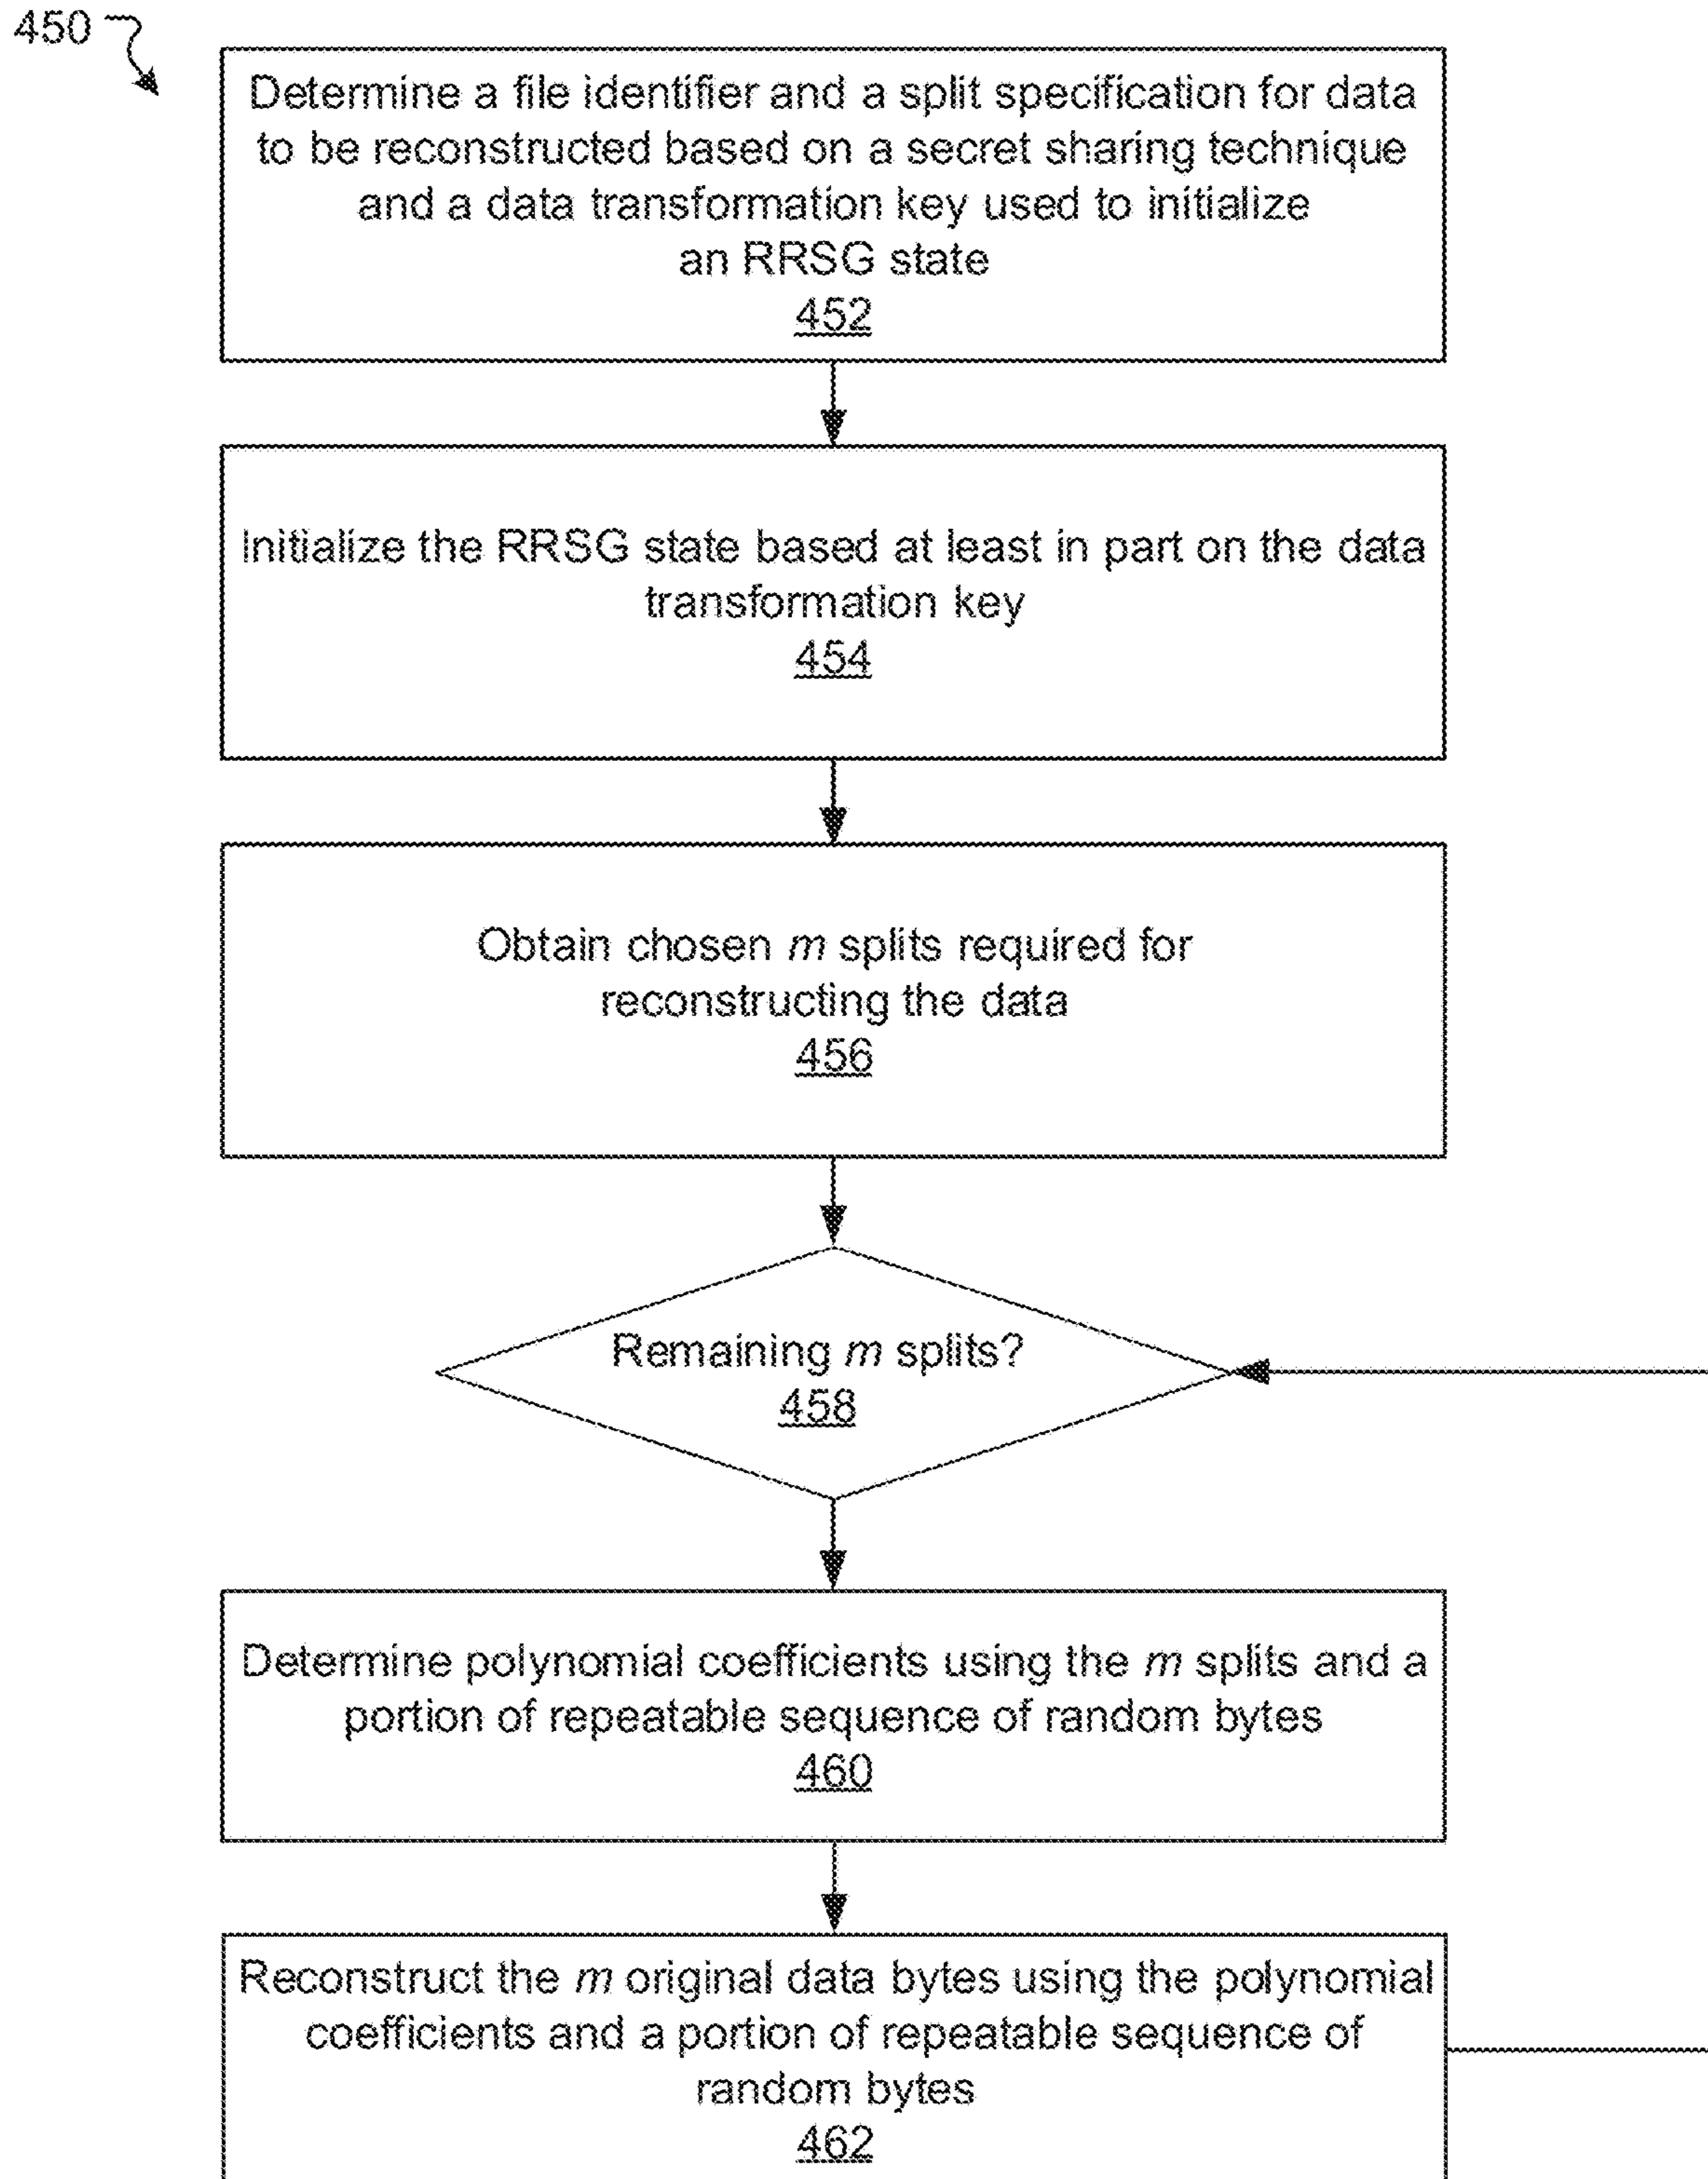 450
Determine a file identifier and a split specification for data
to be reconstructed based on a secret sharing technique
and a data transformation key used to initialize
an RRSG state
452
Initialize the RRSG state based at least in part on the data
transformation key
454
Obtain chosen m splits required for
reconstructing the data
456
Remaining m splits?
458
Determine polynomial coefficients using the m splits and a
portion of repeatable sequence of random bytes
460
Reconstruct the m original data bytes using the polynomial
coefficients and a portion of repeatable sequence of
random bytes
462